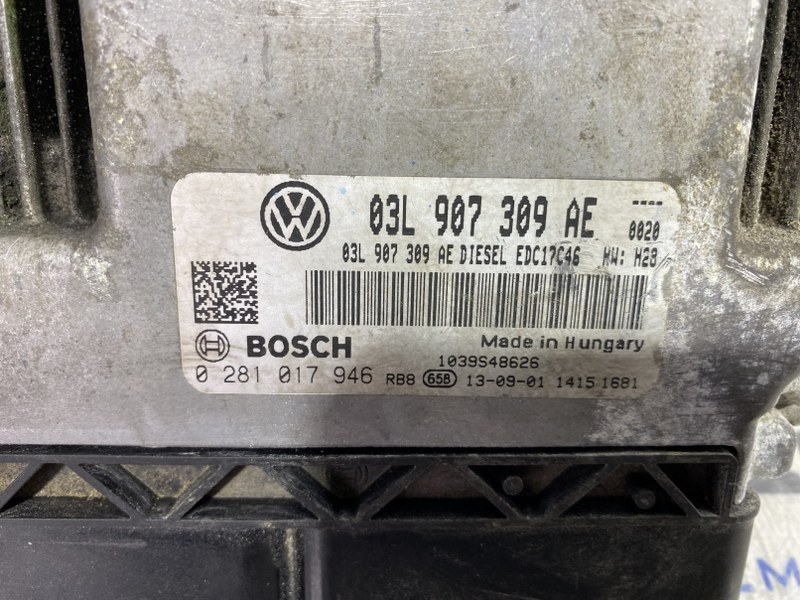 03L 907 309 AE ----
0020
03L 907 309 AE DIESEL EDC17C46 HW: H23
BOSCH Made in Hungary
1039S48626
0 281 017 946 RB8 65B 13-09-01 1415 1681
.M